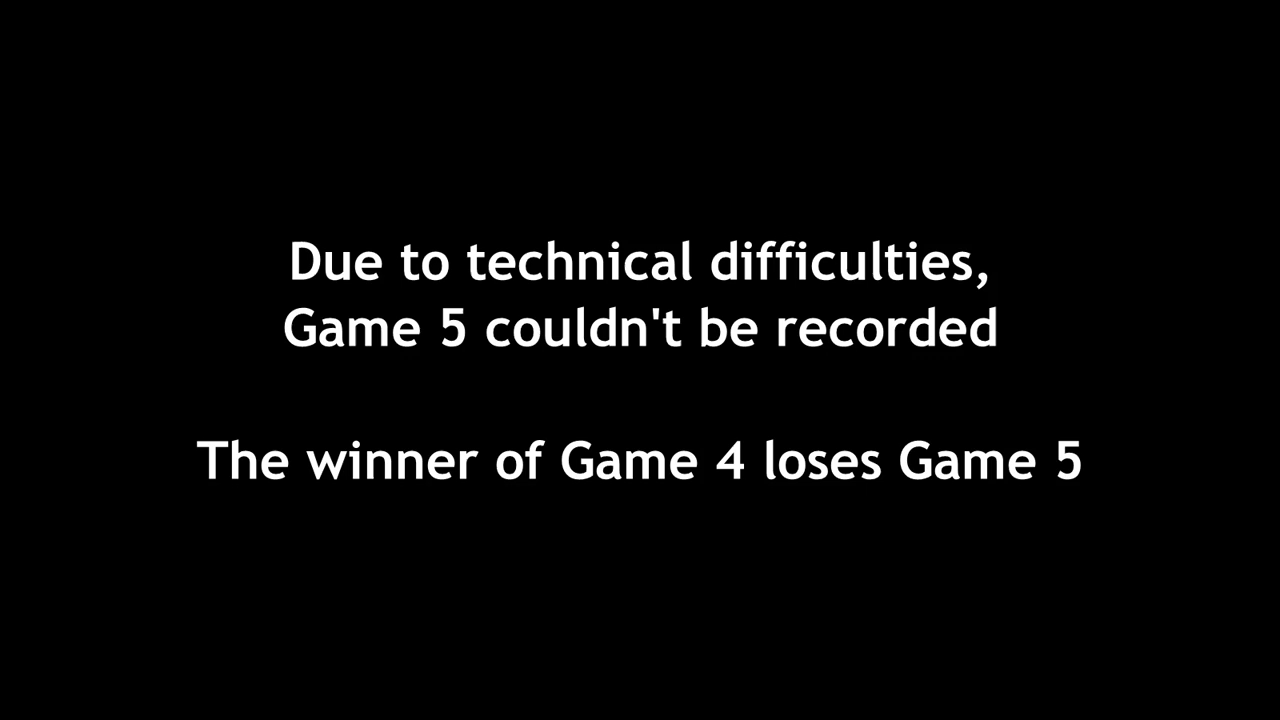 Due to technical difficulties,
Game 5 couldn't be recorded
The winner of Game 4 loses Game 5